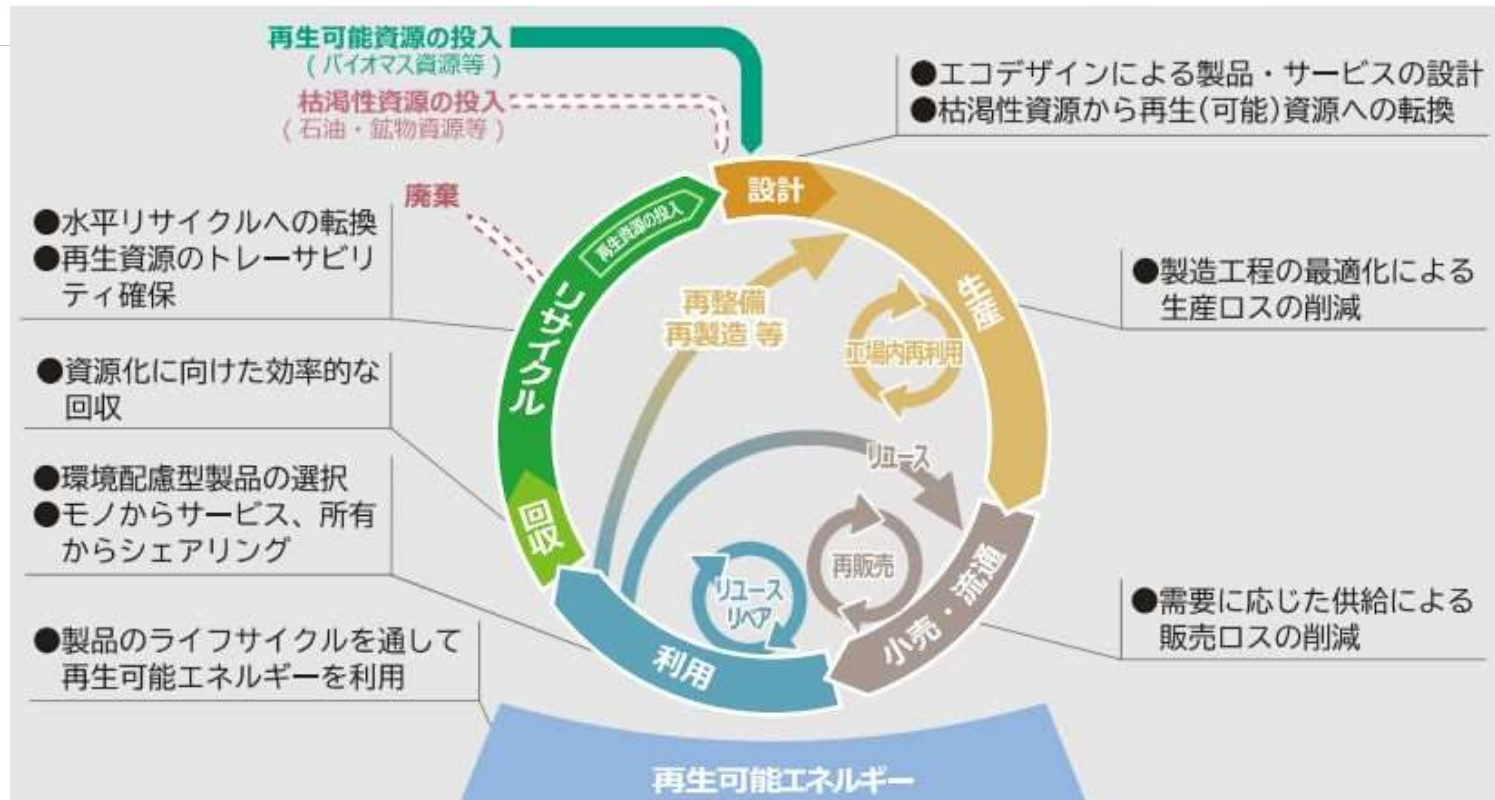 再生可能資源の投入
(バイオマス資源等)
枯渇性資源の投入
(石油・鉱物資源等)
廃棄
●エコデザインによる製品・サービスの設計
●枯渇性資源から再生(可能)資源への転換
●水平リサイクルへの転換
●再生資源のトレーサビリ
ティ確保
●資源化に向けた効率的な
回収
●環境配慮型製品の選択
●モノからサービス、所有
からシェアリング
●製品のライフサイクルを通して
再生可能エネルギーを利用
設計
生産
小売・流通
利用
回収
リサイクル
再生資源の投入
再整備
再製造 等
工場内再利用
リユース
再販売
リユース
リペア
●製造工程の最適化による
生産ロスの削減
●需要に応じた供給による
販売ロスの削減
再生可能エネルギー